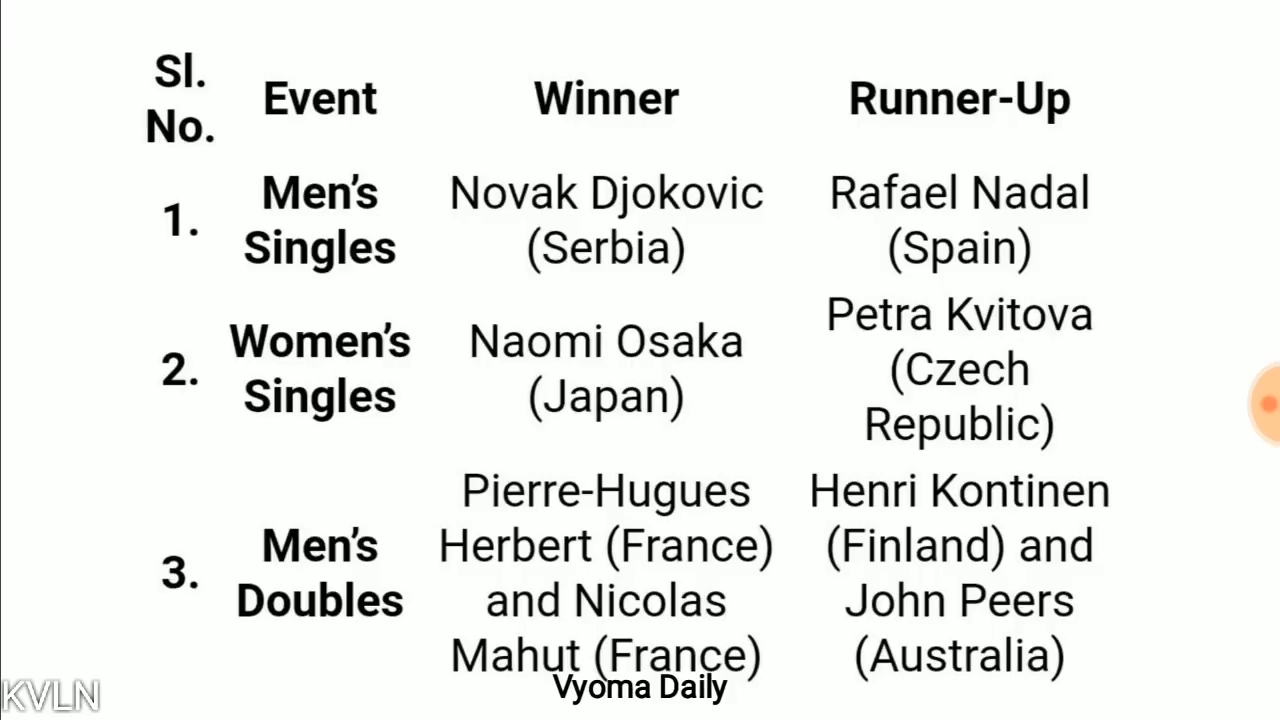 Sl. No. Event Winner Runner-Up
1. Men’s Singles Novak Djokovic (Serbia) Rafael Nadal (Spain)
2. Women’s Singles Naomi Osaka (Japan) Petra Kvitova (Czech Republic)
3. Men’s Doubles Pierre-Hugues Herbert (France) and Nicolas Mahut (France) Henri Kontinen (Finland) and John Peers (Australia)
Vyoma Daily
KVLN